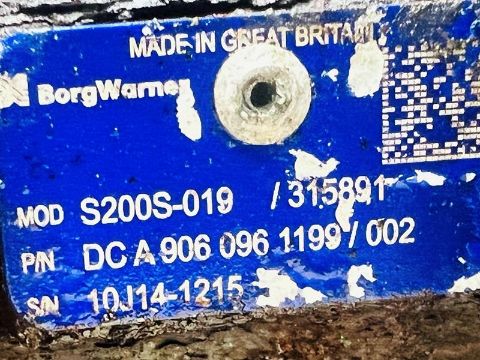 MADE IN GREAT BRITAIN
BorgWarner
MOD S200S-019 / 315891
P/N DC A 906 096 1199 / 002
S/N 10J14-1215